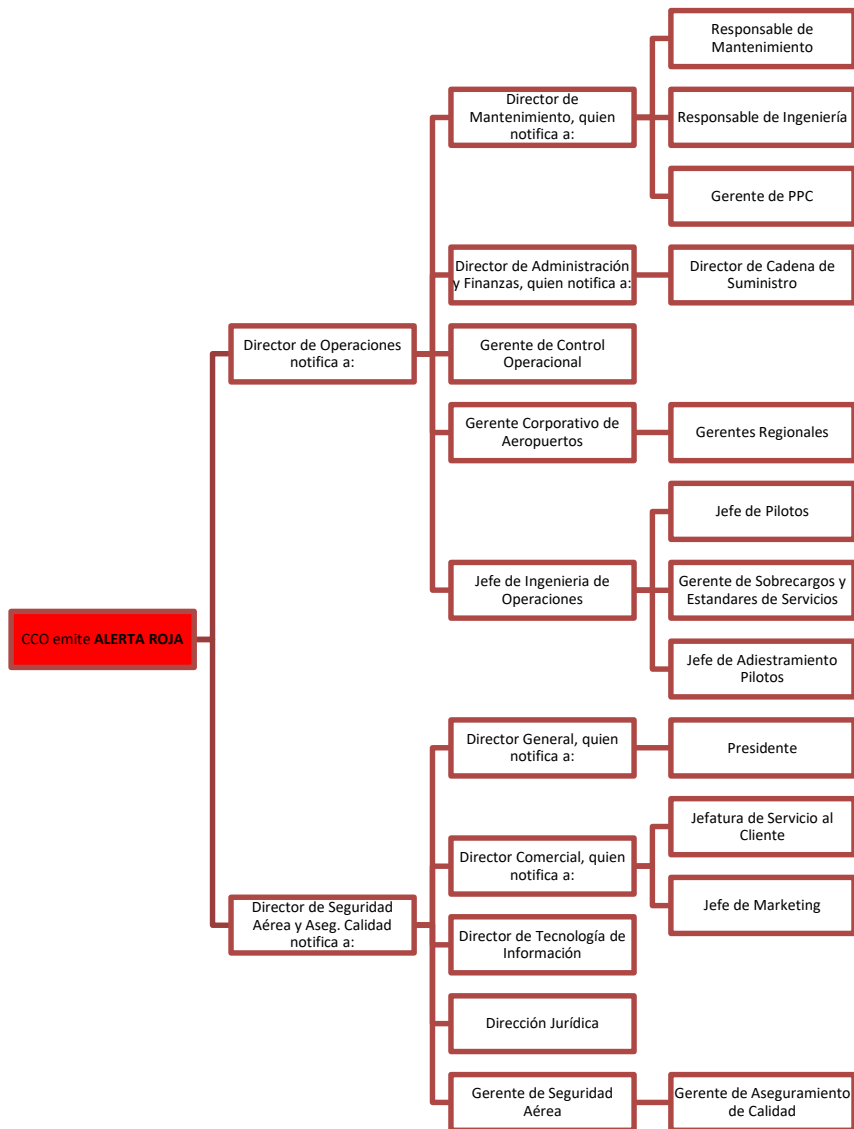 Responsable de
Mantenimiento
Director de
Mantenimiento, quien
notifica a:
Responsable de Ingeniería
Gerente de PPC
Director de Administración
y Finanzas, quien notifica a:
Director de Cadena de
Suministro
Director de Operaciones
notifica a:
Gerente de Control
Operacional
Gerente Corporativo de
Aeropuertos
Gerentes Regionales
Jefe de Pilotos
Jefe de Ingenieria de
Operaciones
Gerente de Sobrecargos y
Estandares de Servicios
Jefe de Adiestramiento
Pilotos
CCO emite ALERTA ROJA
Director General, quien
notifica a:
Presidente
Jefatura de Servicio al
Cliente
Director Comercial, quien
notifica a:
Jefe de Marketing
Director de Seguridad
Aérea y Aseg. Calidad
notifica a:
Director de Tecnología de
Información
Dirección Jurídica
Gerente de Seguridad
Aérea
Gerente de Aseguramiento
de Calidad